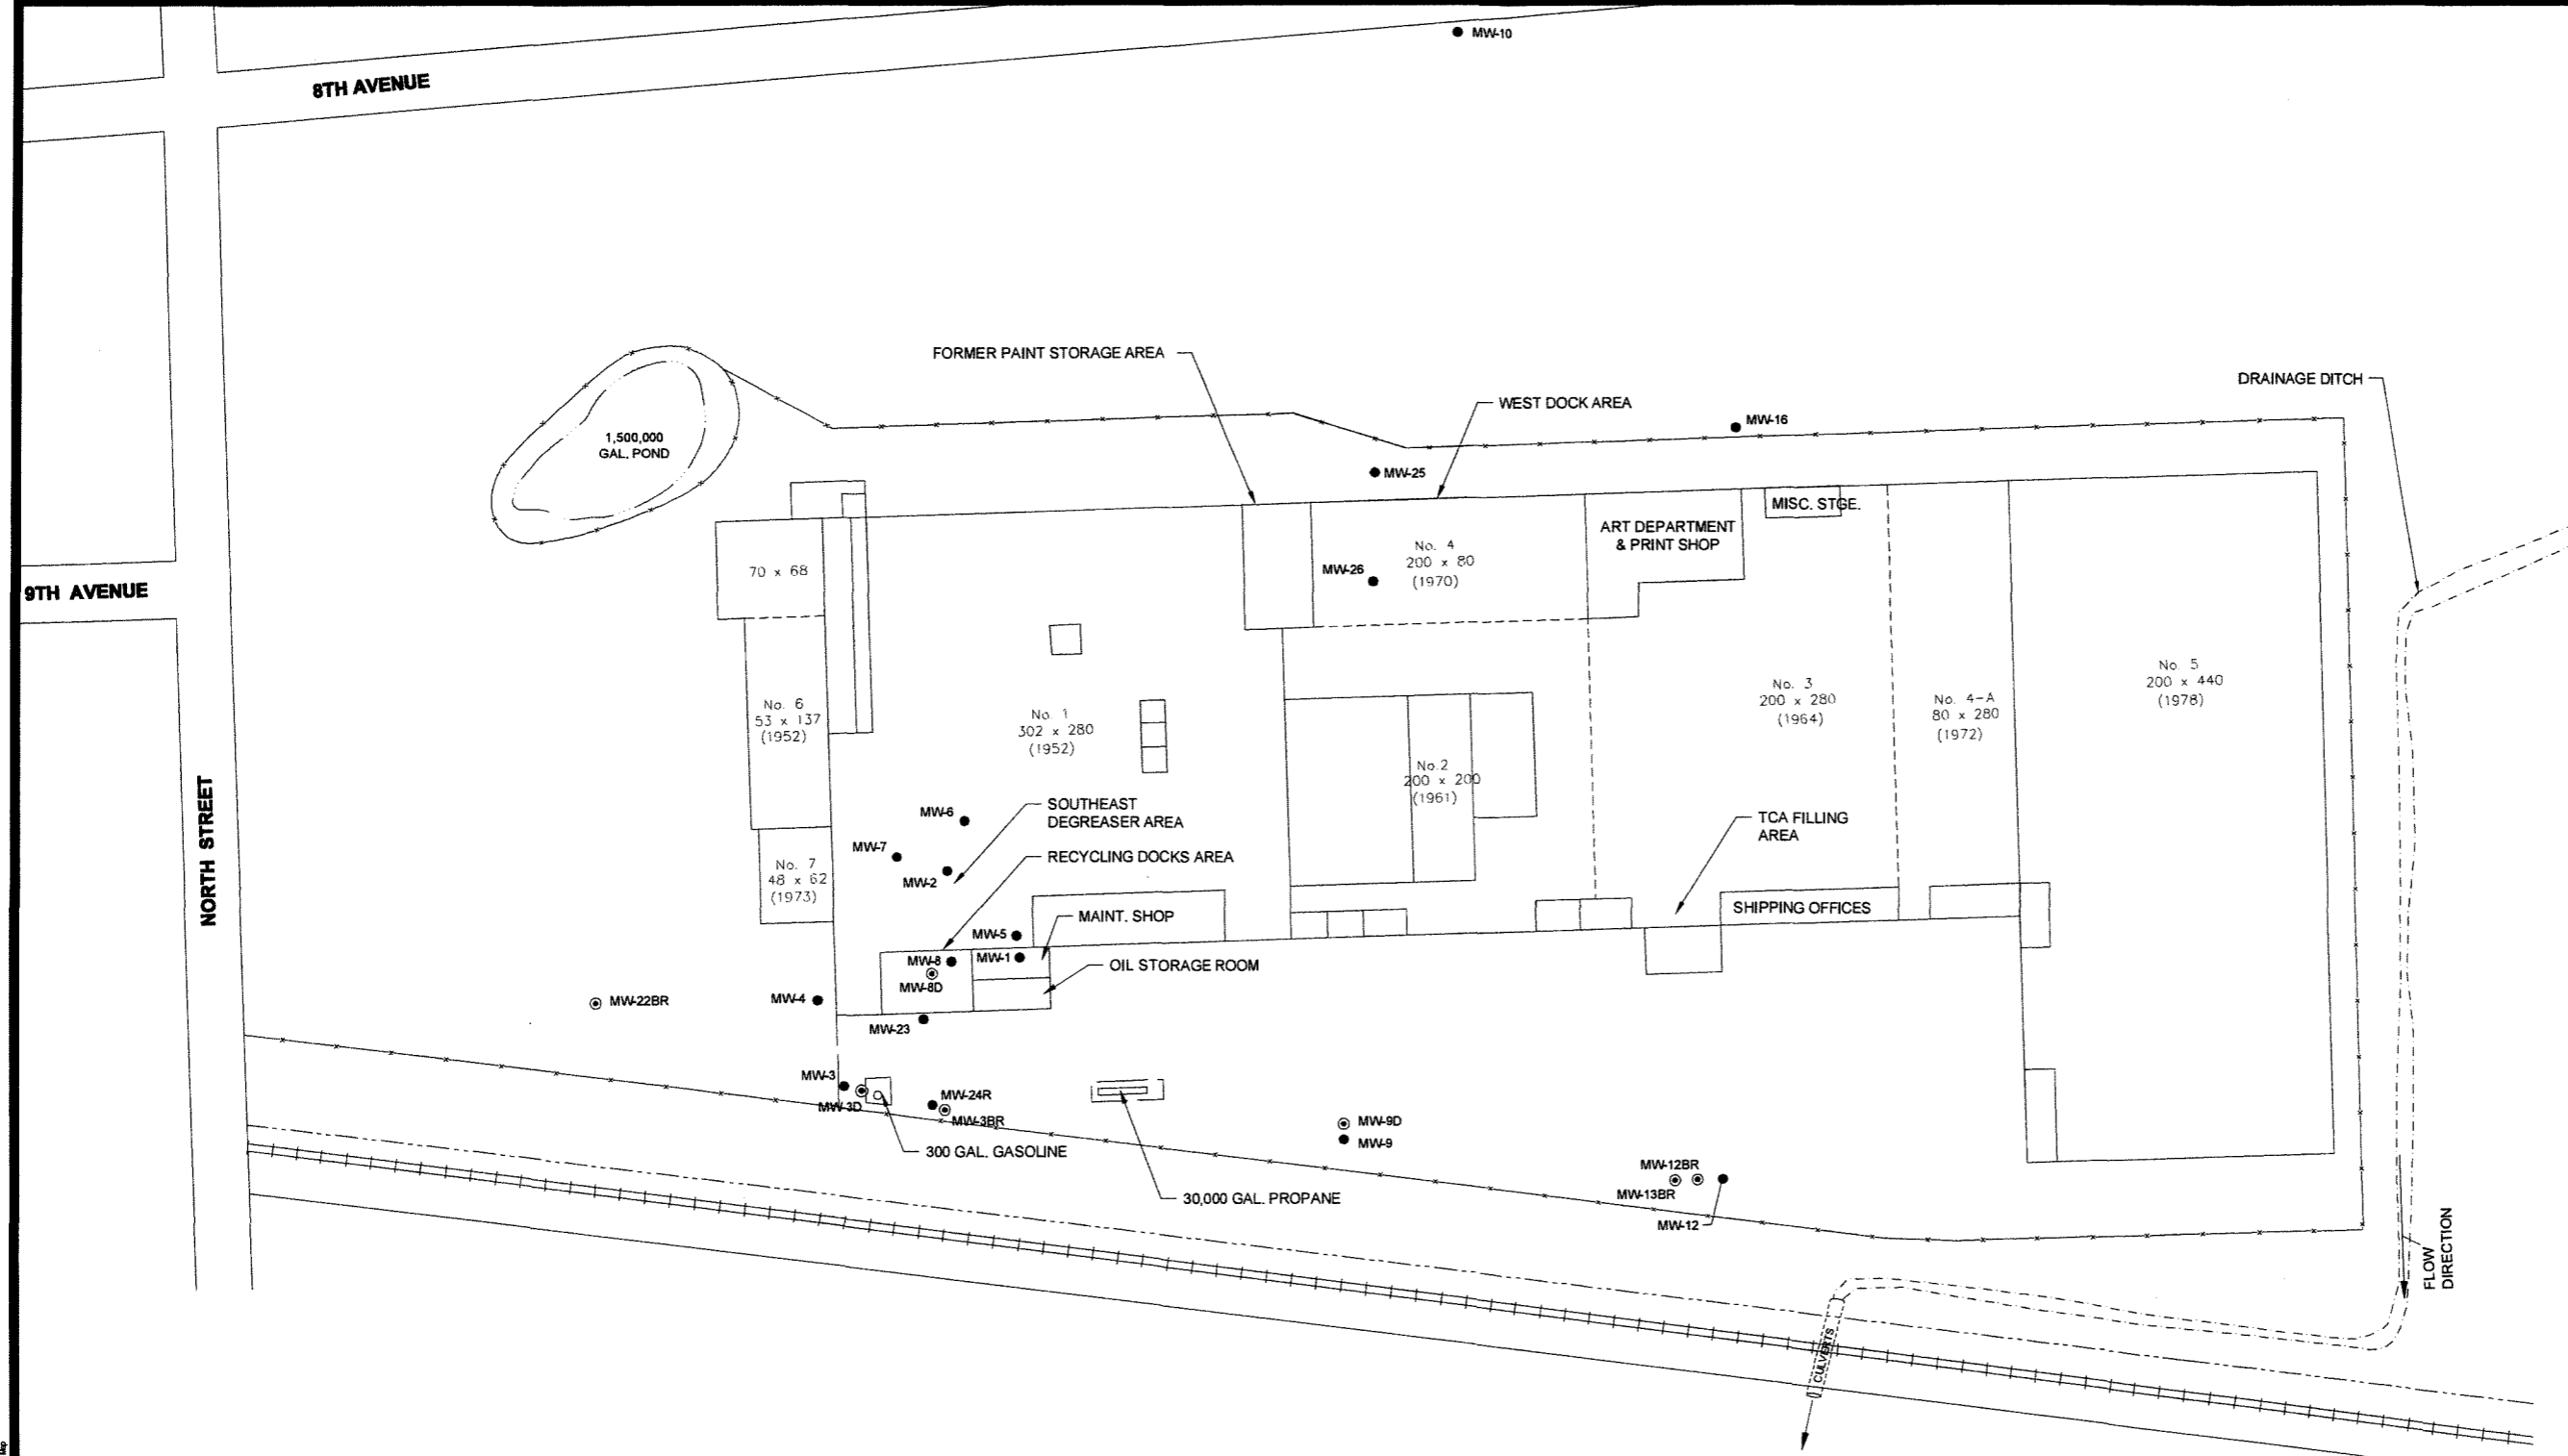 MW-10
8TH AVENUE
FORMER PAINT STORAGE AREA
DRAINAGE DITCH
WEST DOCK AREA
MW-16
1,500,000
GAL. POND
MW-25
MISC. STGE.
ART DEPARTMENT
& PRINT SHOP
No. 4
200 x 80
(1970)
MW-26
70 x 68
9TH AVENUE
No. 5
200 x 440
(1978)
No. 3
200 x 280
(1964)
No. 4-A
80 x 280
(1972)
No. 6
53 x 137
(1952)
No. 1
302 x 280
(1952)
No.2
200 x 200
(1961)
NORTH STREET
MW-6
SOUTHEAST
DEGREASER AREA
TCA FILLING
AREA
MW-7
RECYCLING DOCKS AREA
MW-2
No. 7
48 x 62
(1973)
MAINT. SHOP
SHIPPING OFFICES
MW-5
MW-8
MW-1
OIL STORAGE ROOM
MW-8D
MW-22BR
MW-4
MW-23
MW-3
MW-24R
MW-3D
MW-3BR
MW-9D
MW-9
300 GAL. GASOLINE
30,000 GAL. PROPANE
MW-12BR
MW-13BR
MW-12
FLOW
DIRECTION
CULVERTS
Map